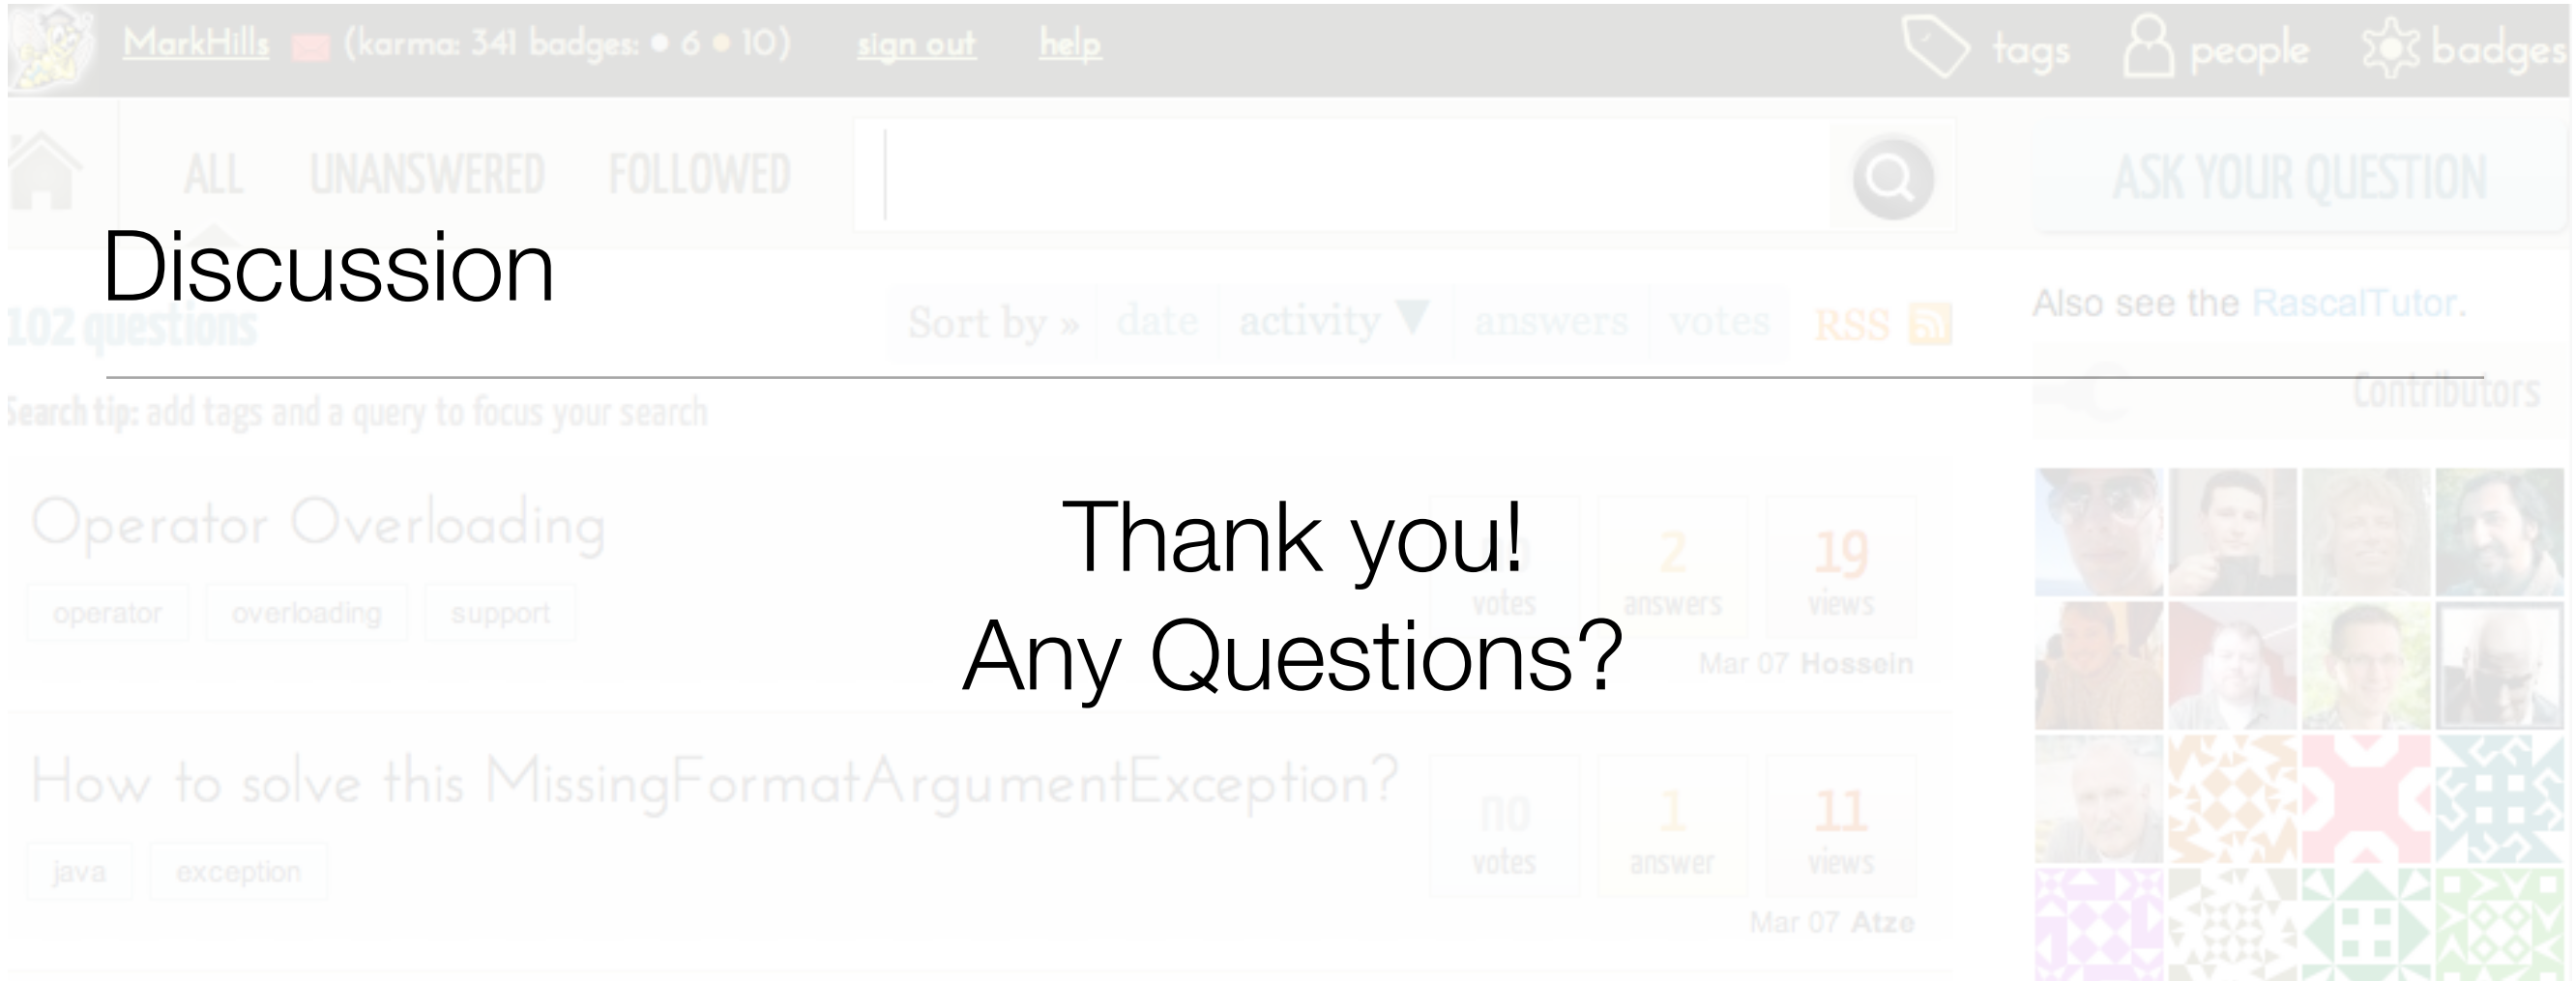 MarkHills (karma: 341 badges: ● 6 ● 10) sign out help tags people badges
ALL UNANSWERED FOLLOWED ASK YOUR QUESTION
Discussion
102 questions Sort by » date activity ▼ answers votes RSS Also see the RascalTutor.
Contributors
Search tip: add tags and a query to focus your search
Operator Overloading
Thank you!
2 19
operator overloading support votes answers views
Any Questions?
Mar 07 Hossein
How to solve this MissingFormatArgumentException? no 1 11
votes answer views
java exception
Mar 07 Atze